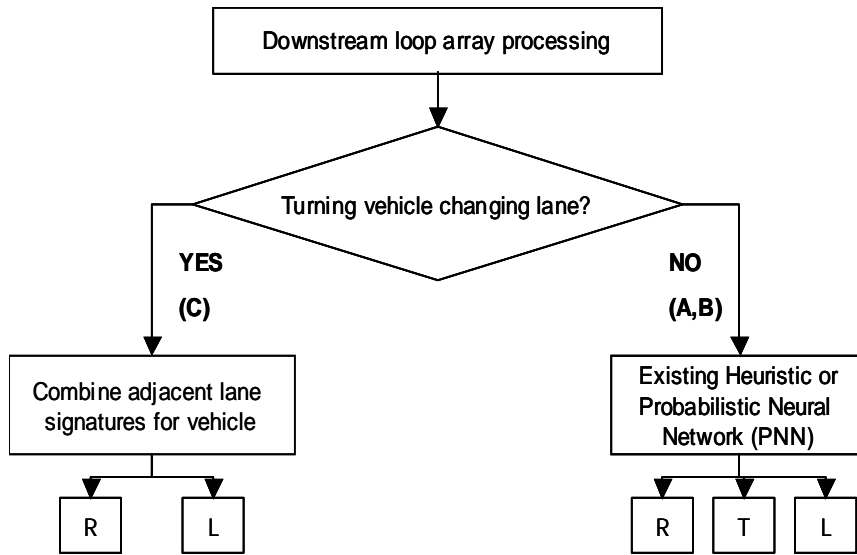 Downstream loop array processing
Turning vehicle changing lane?
YES
(C)
NO
(A,B)
Combine adjacent lane
signatures for vehicle
Existing Heuristic or
Probabilistic Neural
Network (PNN)
R
L
R
T
L